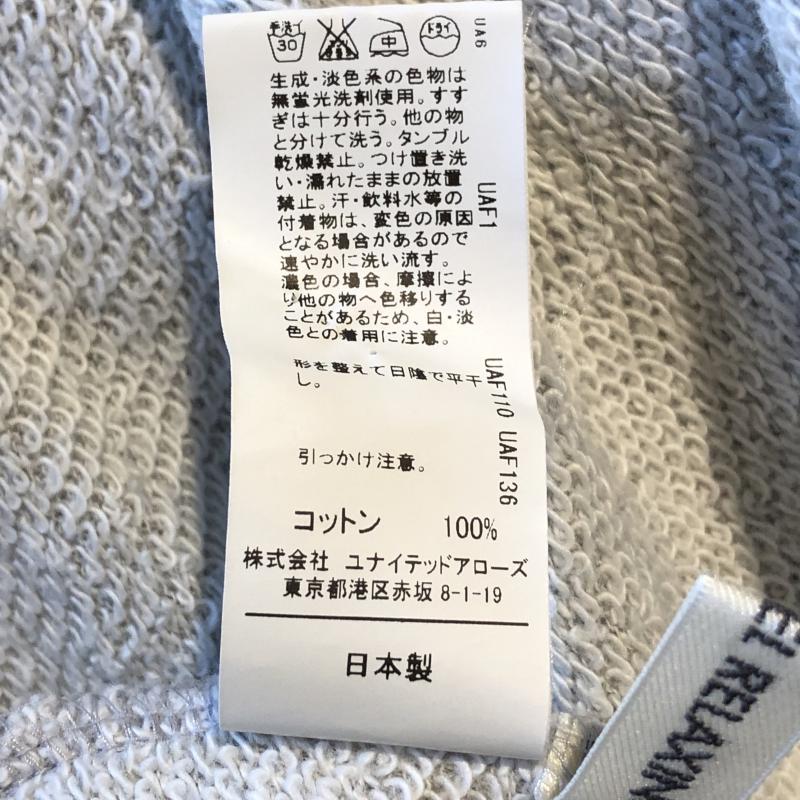 手洗イ
30
中
ドライ
UA6
生成・淡色系の色物は
無蛍光洗剤使用。すす
ぎは十分行う。他の物
と分けて洗う。タンブル
乾燥禁止。つけ置き洗
い・濡れたままの放置
禁止。汗・飲料水等の
付着物は、変色の原因
となる場合があるので
速やかに洗い流す。
濃色の場合、摩擦によ
り他の物へ色移りする
ことがあるため、白・淡
色との着用に注意。
UAF1
形を整えて日陰で平干
し。
UAF110 UAF136
引っかけ注意。
コットン 100%
株式会社 ユナイテッドアローズ
東京都港区赤坂 8-1-19
日本製
EL RELAXIN